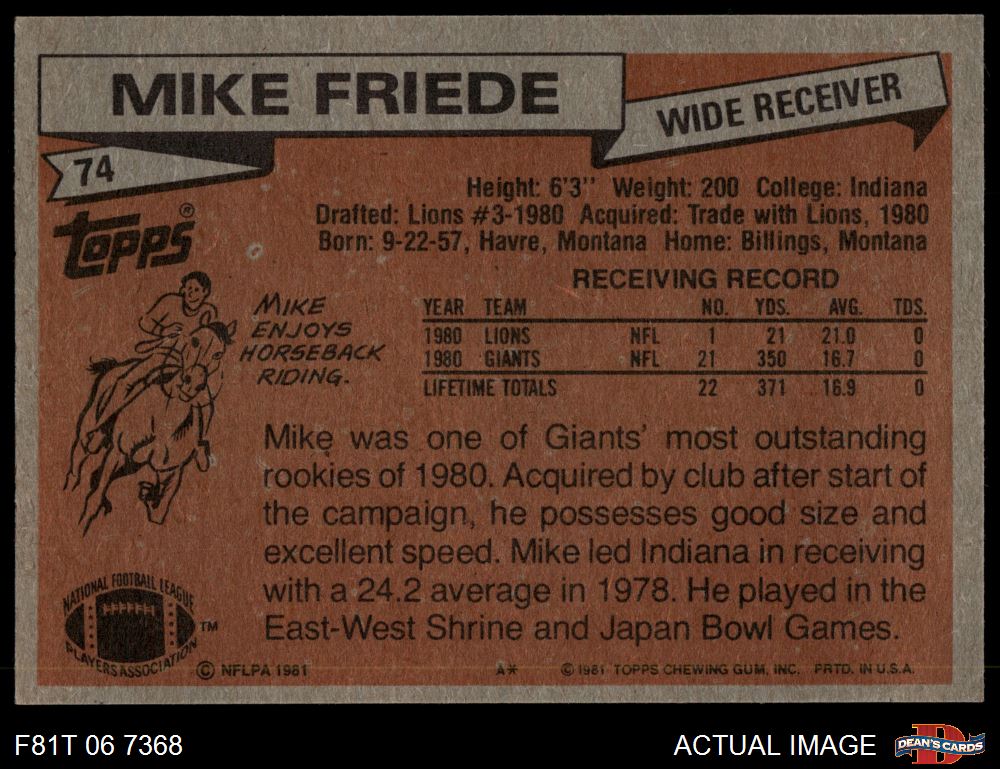 MIKE FRIEDE
WIDE RECEIVER
74
topps®
Height: 6'3" Weight: 200 College: Indiana
Drafted: Lions #3-1980 Acquired: Trade with Lions, 1980
Born: 9-22-57, Havre, Montana Home: Billings, Montana
RECEIVING RECORD
YEAR TEAM NO. YDS. AVG. TDS.
1980 LIONS NFL 1 21 21.0 0
1980 GIANTS NFL 21 350 16.7 0
LIFETIME TOTALS 22 371 16.9 0
MIKE
ENJOYS
HORSEBACK
RIDING.
Mike was one of Giants' most outstanding
rookies of 1980. Acquired by club after start of
the campaign, he possesses good size and
excellent speed. Mike led Indiana in receiving
with a 24.2 average in 1978. He played in the
East-West Shrine and Japan Bowl Games.
NATIONAL FOOTBALL LEAGUE
PLAYERS ASSOCIATION
TM
© NFLPA 1981
A*
© 1981 TOPPS CHEWING GUM, INC. PRTD. IN U.S.A.
F81T 06 7368
ACTUAL IMAGE
D
DEAN'S CARDS